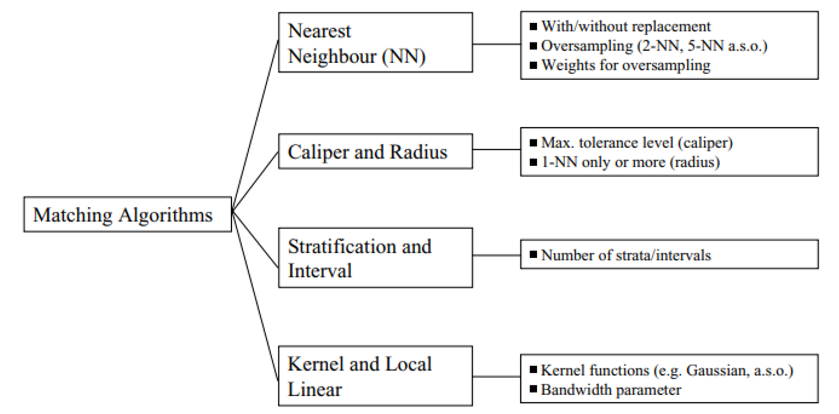 Nearest
Neighbour (NN)
■ With/without replacement
■ Oversampling (2-NN, 5-NN a.s.o.)
■ Weights for oversampling
Caliper and Radius
■ Max. tolerance level (caliper)
■ 1-NN only or more (radius)
Matching Algorithms
Stratification and
Interval
■ Number of strata/intervals
Kernel and Local
Linear
■ Kernel functions (e.g. Gaussian, a.s.o.)
■ Bandwidth parameter